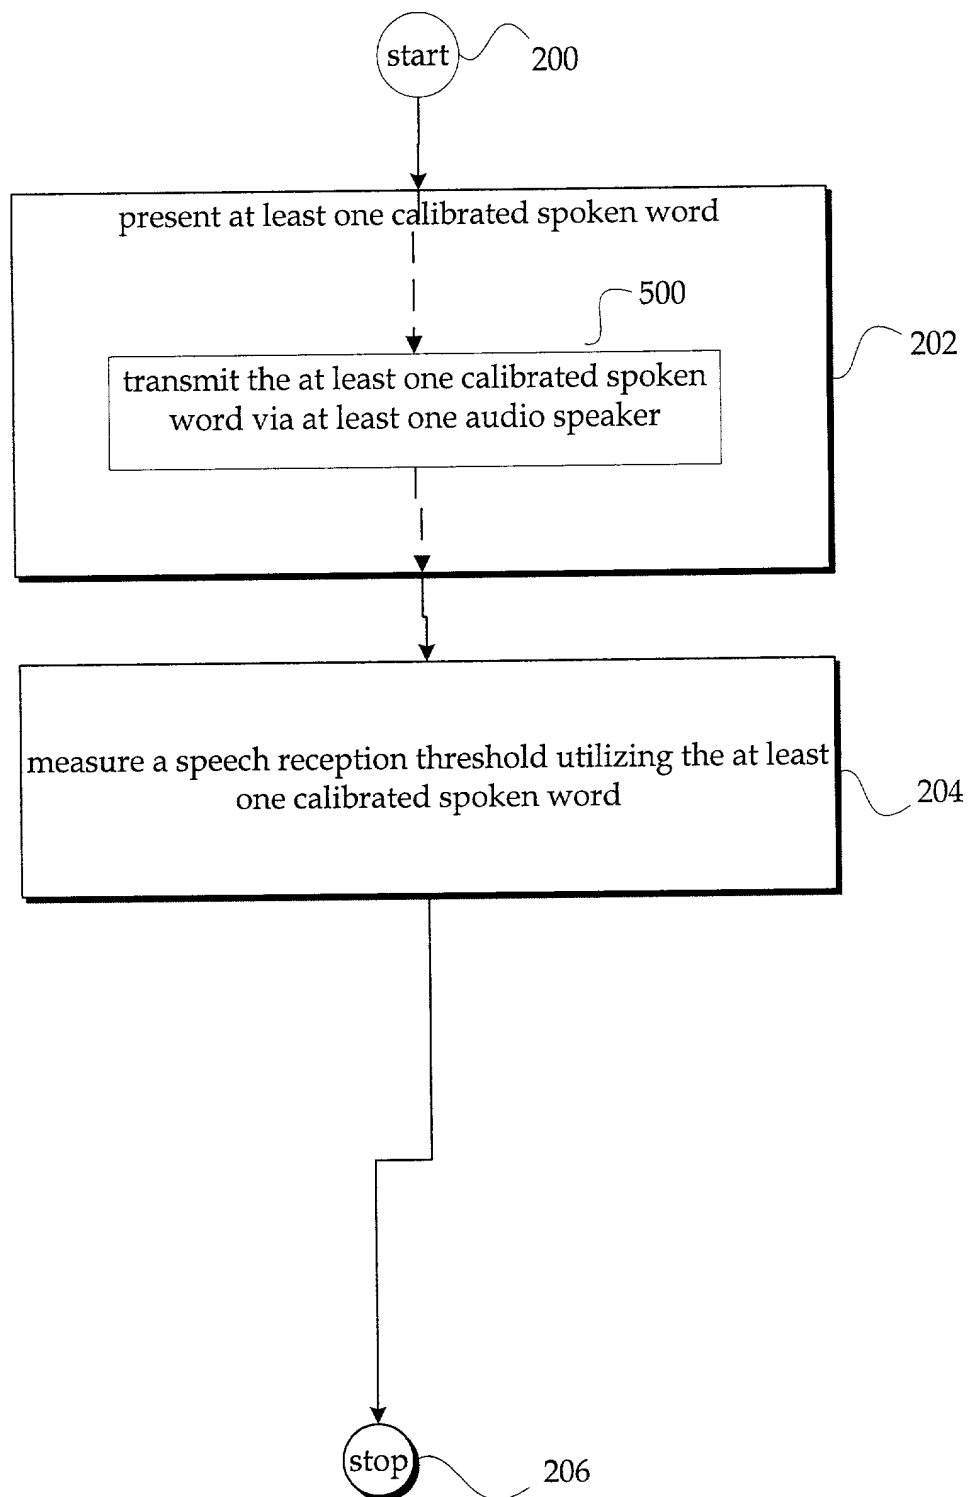 start
200
present at least one calibrated spoken word
500
202
transmit the at least one calibrated spoken
word via at least one audio speaker
measure a speech reception threshold utilizing the at least
one calibrated spoken word
204
stop
206